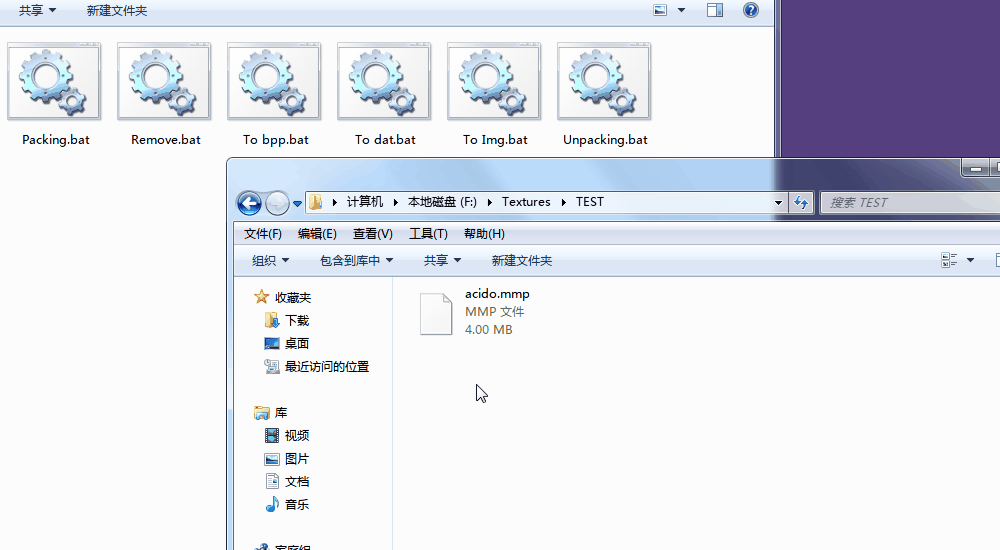 共享 新建文件夹
Packing.bat Remove.bat To bpp.bat To dat.bat To Img.bat Unpacking.bat
计算机 本地磁盘 (F:) Textures TEST 搜索 TEST
文件(F) 编辑(E) 查看(V) 工具(T) 帮助(H)
组织 包含到库中 共享 新建文件夹
收藏夹
下载
桌面
最近访问的位置
库
视频
图片
文档
音乐
家庭组
acido.mmp
MMP 文件
4.00 MB